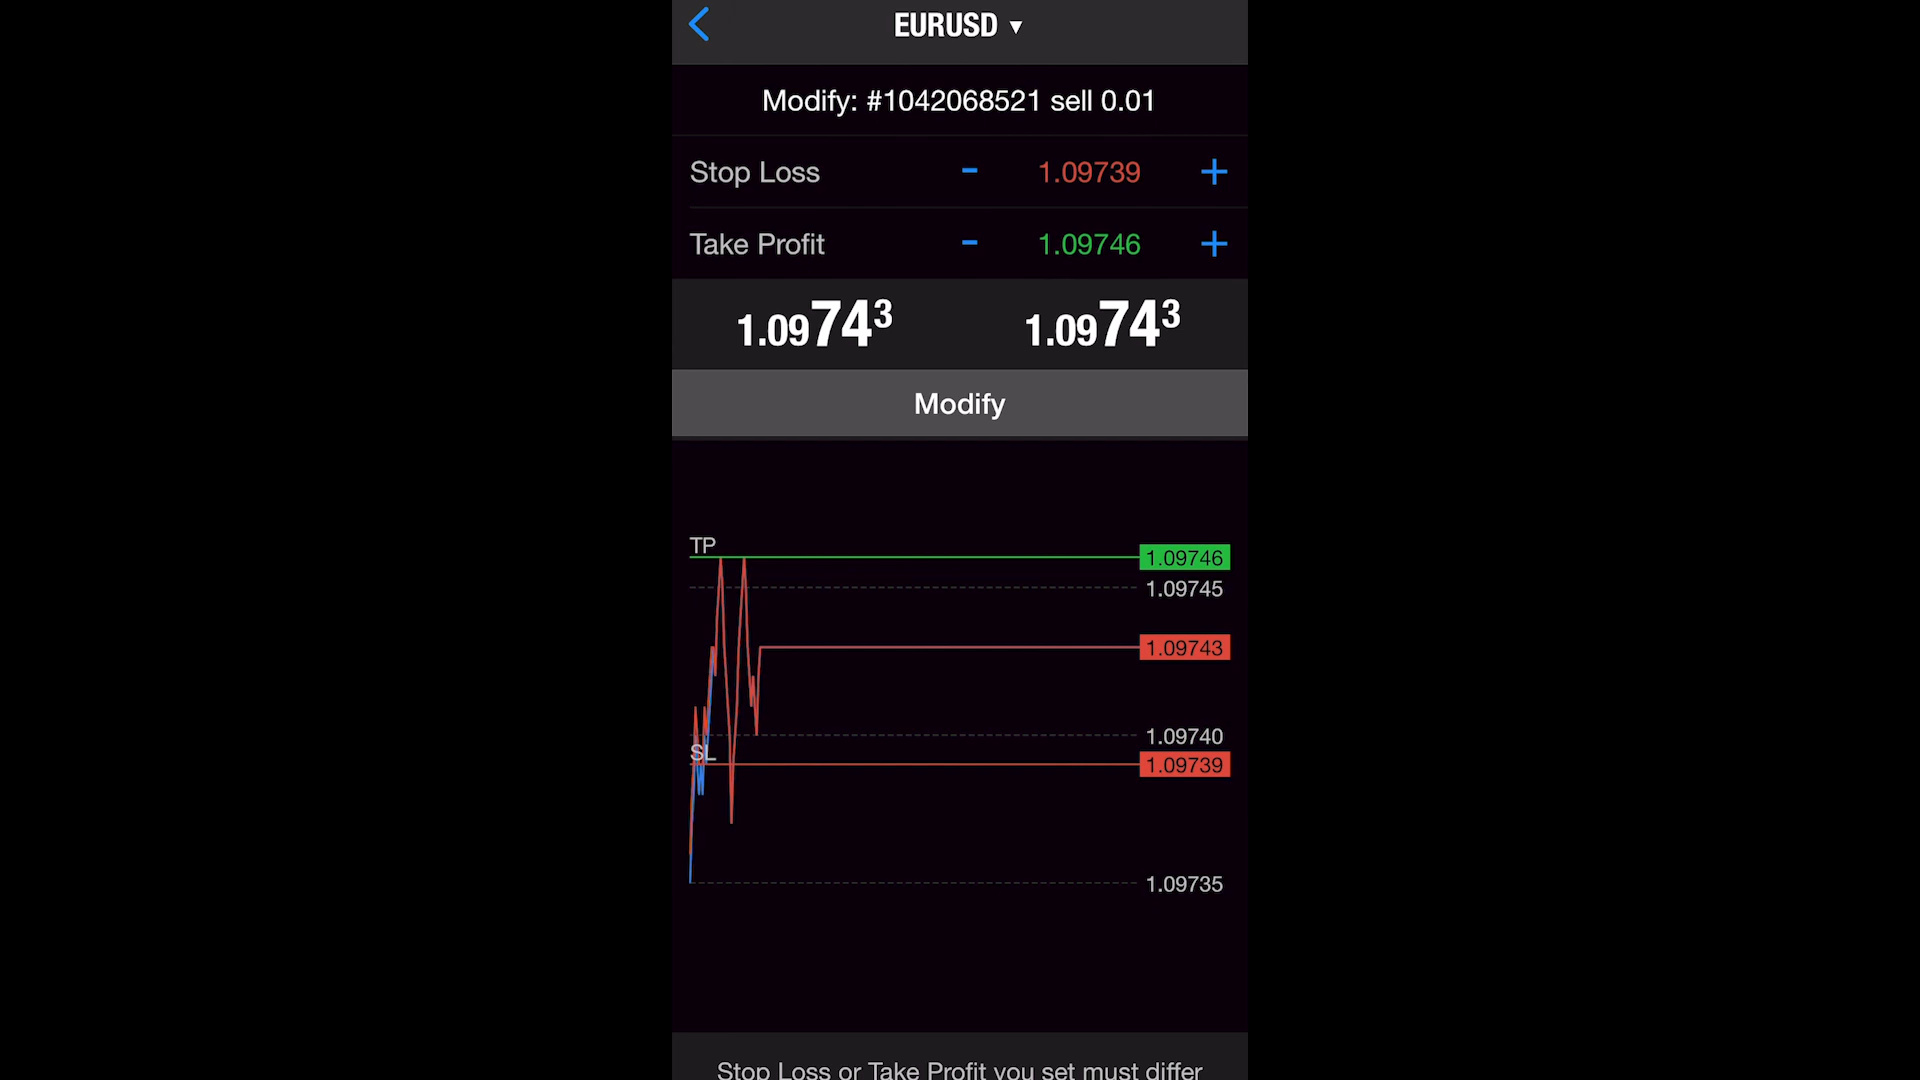 EURUSD ▼
Modify: #1042068521 sell 0.01
Stop Loss - 1.09739 +
Take Profit - 1.09746 +
1.09743 1.09743
Modify
TP
1.09746
1.09745
1.09743
1.09740
SL
1.09739
1.09735
Stop Loss or Take Profit you set must differ